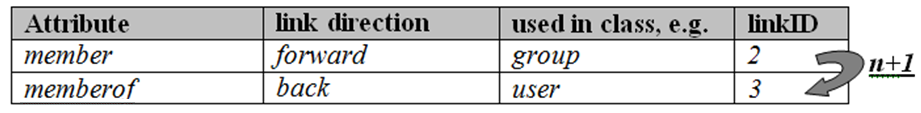 Attribute link direction used in class, e.g. linkID
member forward group 2
memberof back user 3
n+1